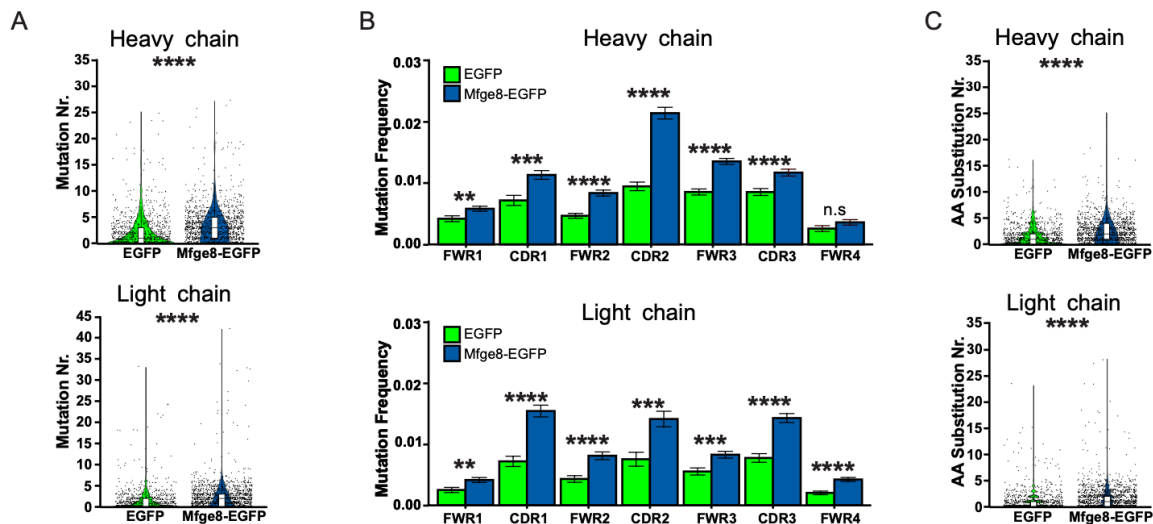 A
Heavy chain
****
Mutation Nr.
35
30
25
20
15
10
5
0
EGFP Mfge8-EGFP
Light chain
****
Mutation Nr.
45
40
35
30
25
20
15
10
5
0
EGFP Mfge8-EGFP
B
Heavy chain
EGFP
Mfge8-EGFP
Mutation Frequency
0.03
0.02
0.01
0.00
** *** **** **** **** **** n.s
FWR1 CDR1 FWR2 CDR2 FWR3 CDR3 FWR4
Light chain
EGFP
Mfge8-EGFP
Mutation Frequency
0.03
0.02
0.01
0.00
** **** **** *** *** **** ****
FWR1 CDR1 FWR2 CDR2 FWR3 CDR3 FWR4
C
Heavy chain
****
AA Substitution Nr.
35
30
25
20
15
10
5
0
EGFP Mfge8-EGFP
Light chain
****
AA Substitution Nr.
35
30
25
20
15
10
5
0
EGFP Mfge8-EGFP